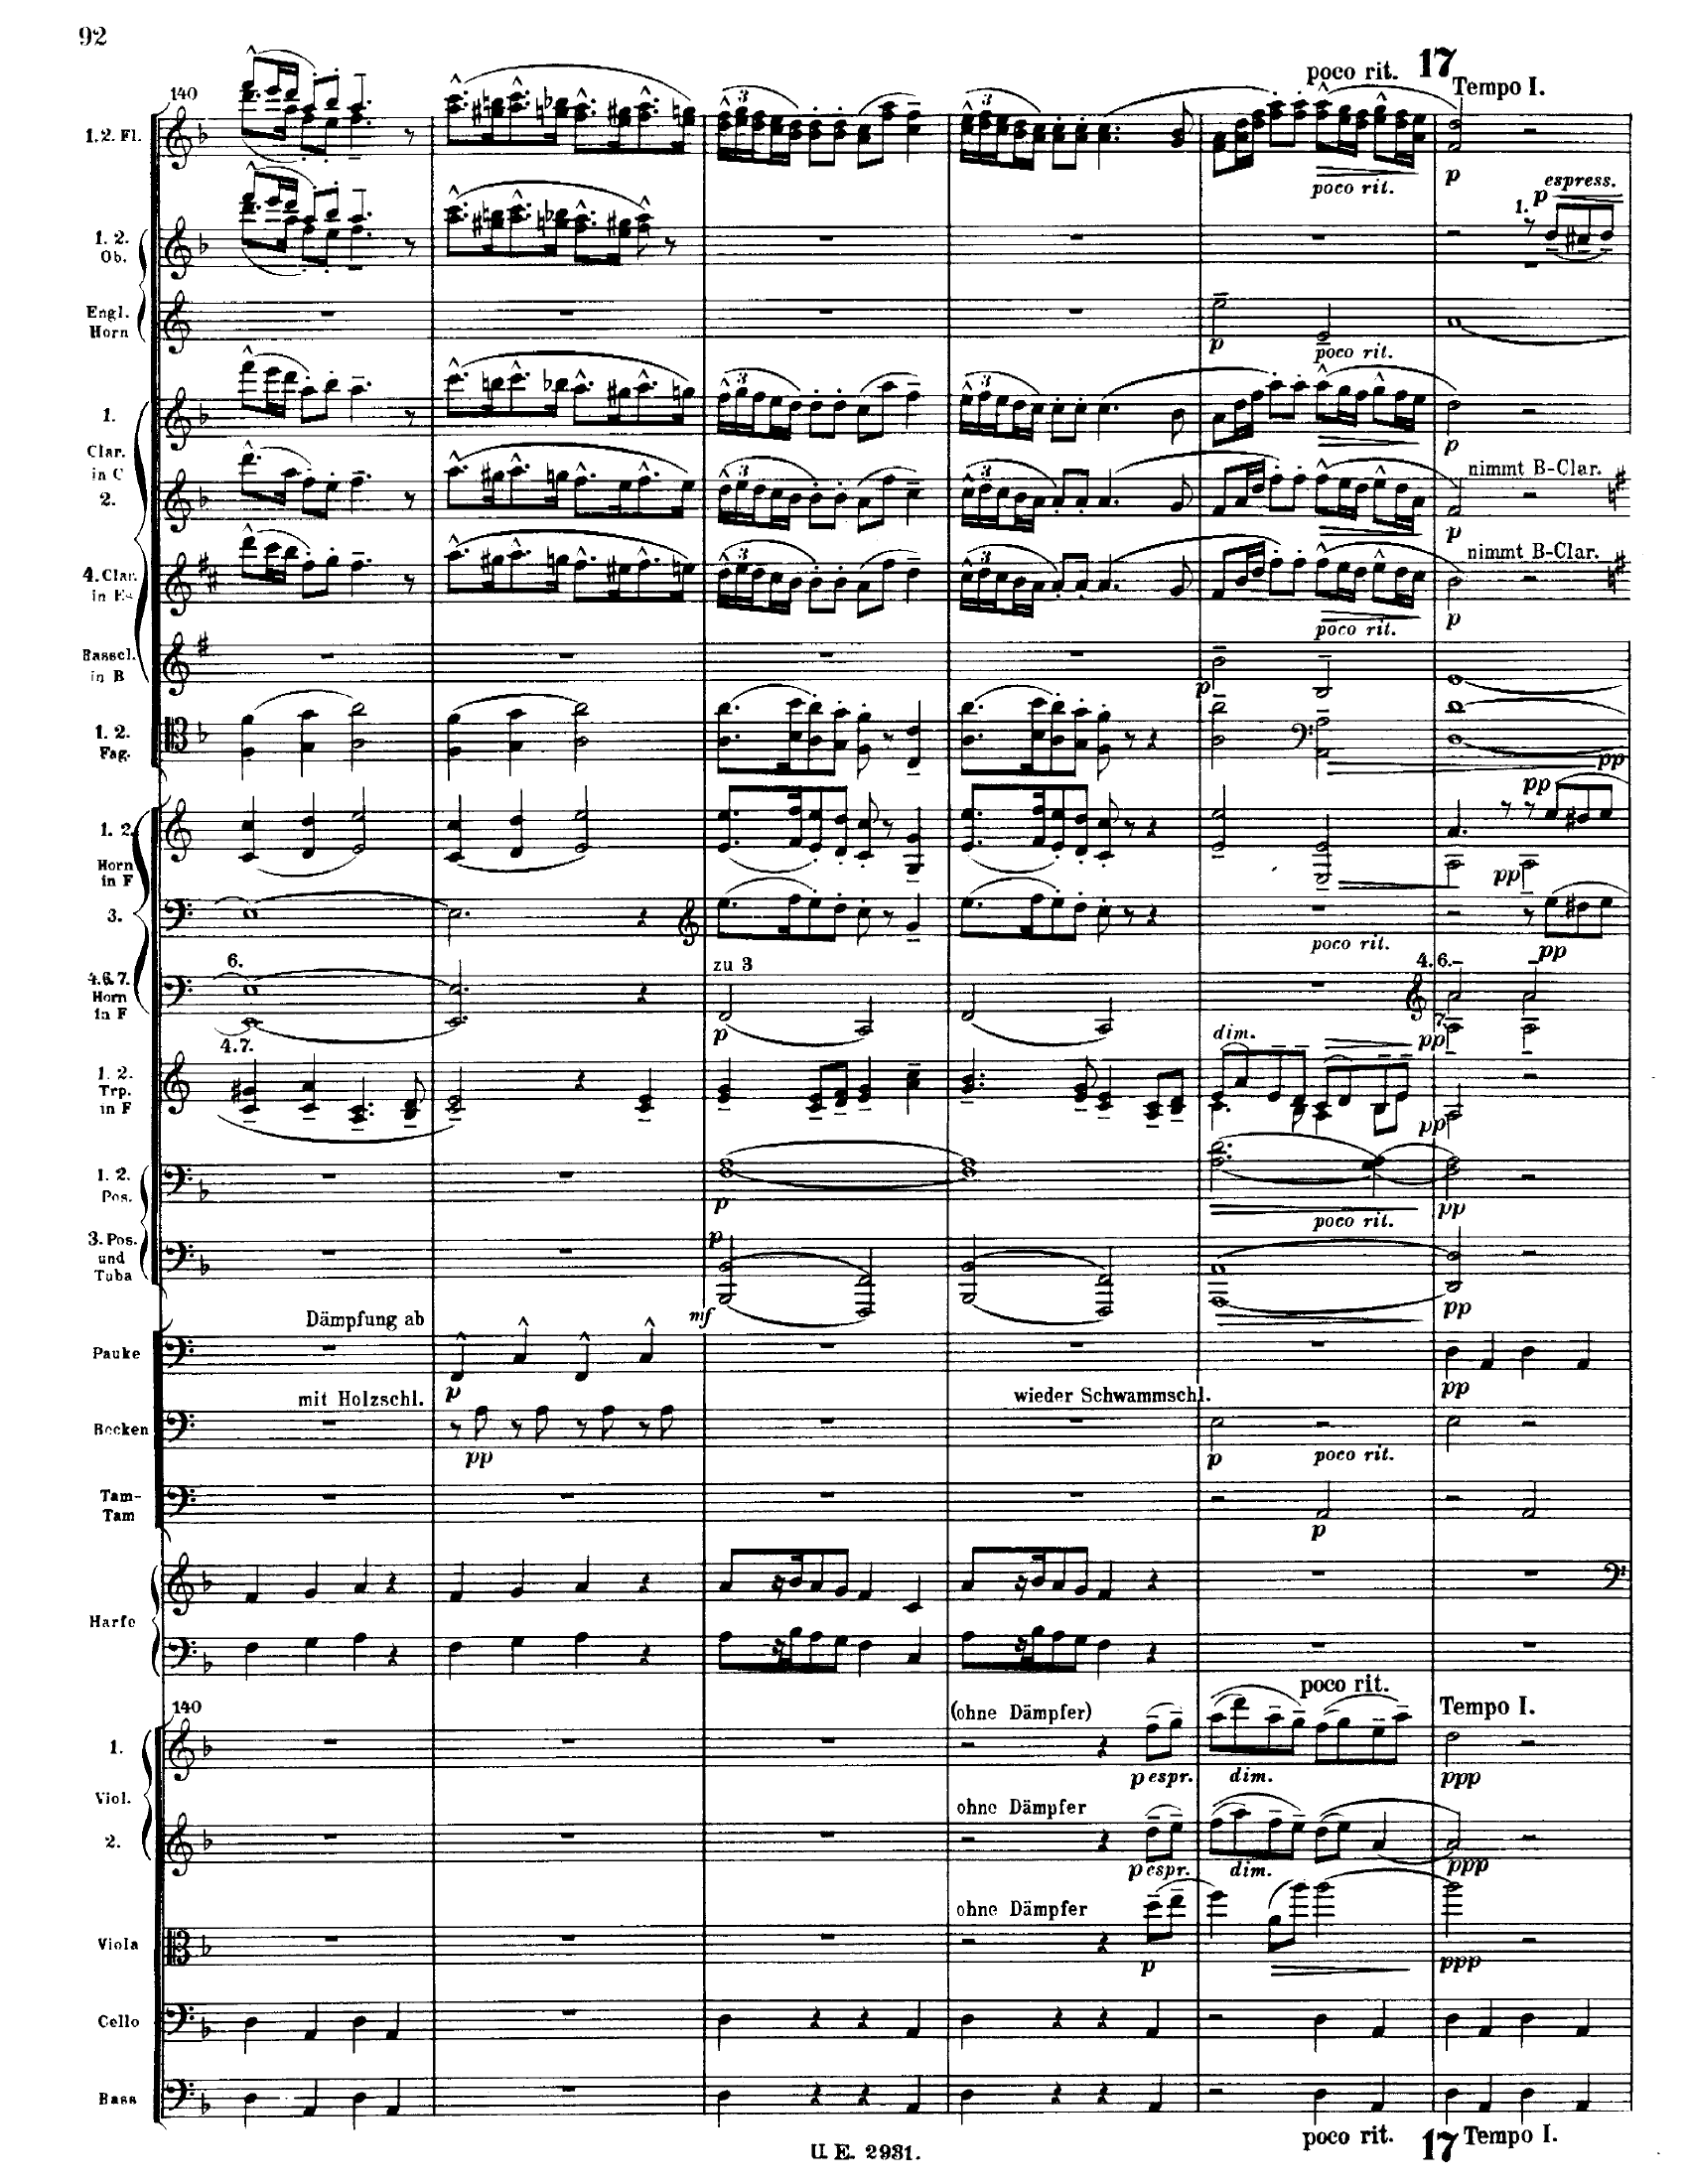 92
poco rit. 17
Tempo I.
140
1. 2. Fl.
3
3
poco rit.
p
espress.
p
1.
1. 2.
Ob.
Engl.
Horn
p
poco rit.
1.
3
3
p
Clar.
in C
nimmt B-Clar.
2.
3
3
p
nimmt B-Clar.
4. Clar.
in Es
3
3
poco rit.
p
Basscl.
in B
p
1. 2.
Fag.
pp
pp
1. 2.
Horn
in F
pp
3.
poco rit.
pp
6.
zu 3
4. 6.
4.6.7.
Horn
in F
p
7.
pp
4.7.
dim.
1. 2.
Trp.
in F
pp
1. 2.
Pos.
p
poco rit.
pp
3. Pos.
und
Tuba
p
mf
pp
Dämpfung ab
Pauke
p
pp
mit Holzschl.
wieder Schwammschl.
Becken
pp
p
poco rit.
Tam-
Tam
p
Harfe
poco rit.
140
(ohne Dämpfer)
Tempo I.
1.
p espr.
dim.
ppp
Viol.
ohne Dämpfer
2.
p espr.
dim.
ppp
ohne Dämpfer
Viola
p
ppp
Cello
Bass
poco rit. 17 Tempo I.
U. E. 2931.